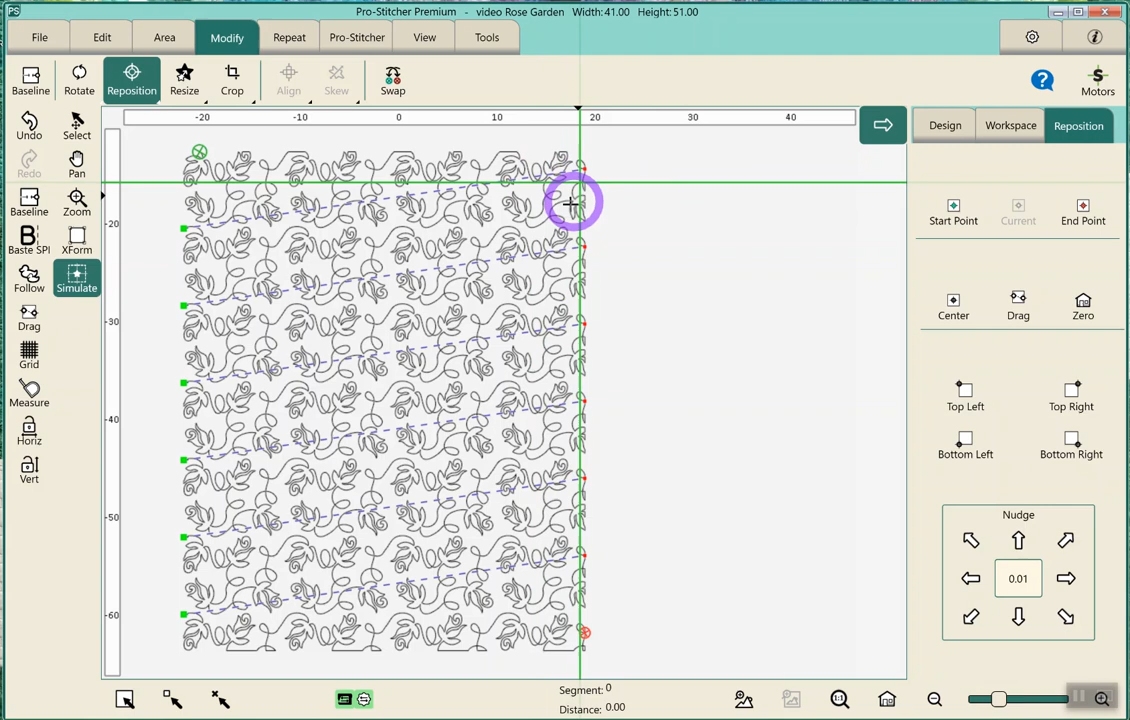 PS Pro-Stitcher Premium - video Rose Garden Width: 41.00 Height: 51.00
File Edit Area Modify Repeat Pro-Stitcher View Tools
Baseline Rotate Reposition Resize Crop Align Skew Swap
? S Motors
Undo Select
Redo Pan
Baseline Zoom
Baste SPI XForm
Follow Simulate
Drag
Grid
Measure
Horiz
Vert
-20 -10 0 10 20 30 40
-20
-30
-40
-50
-60
Design Workspace Reposition
Start Point Current End Point
Center Drag Zero
Top Left Top Right
Bottom Left Bottom Right
Nudge
0.01
Segment: 0
Distance: 0.00
1:1